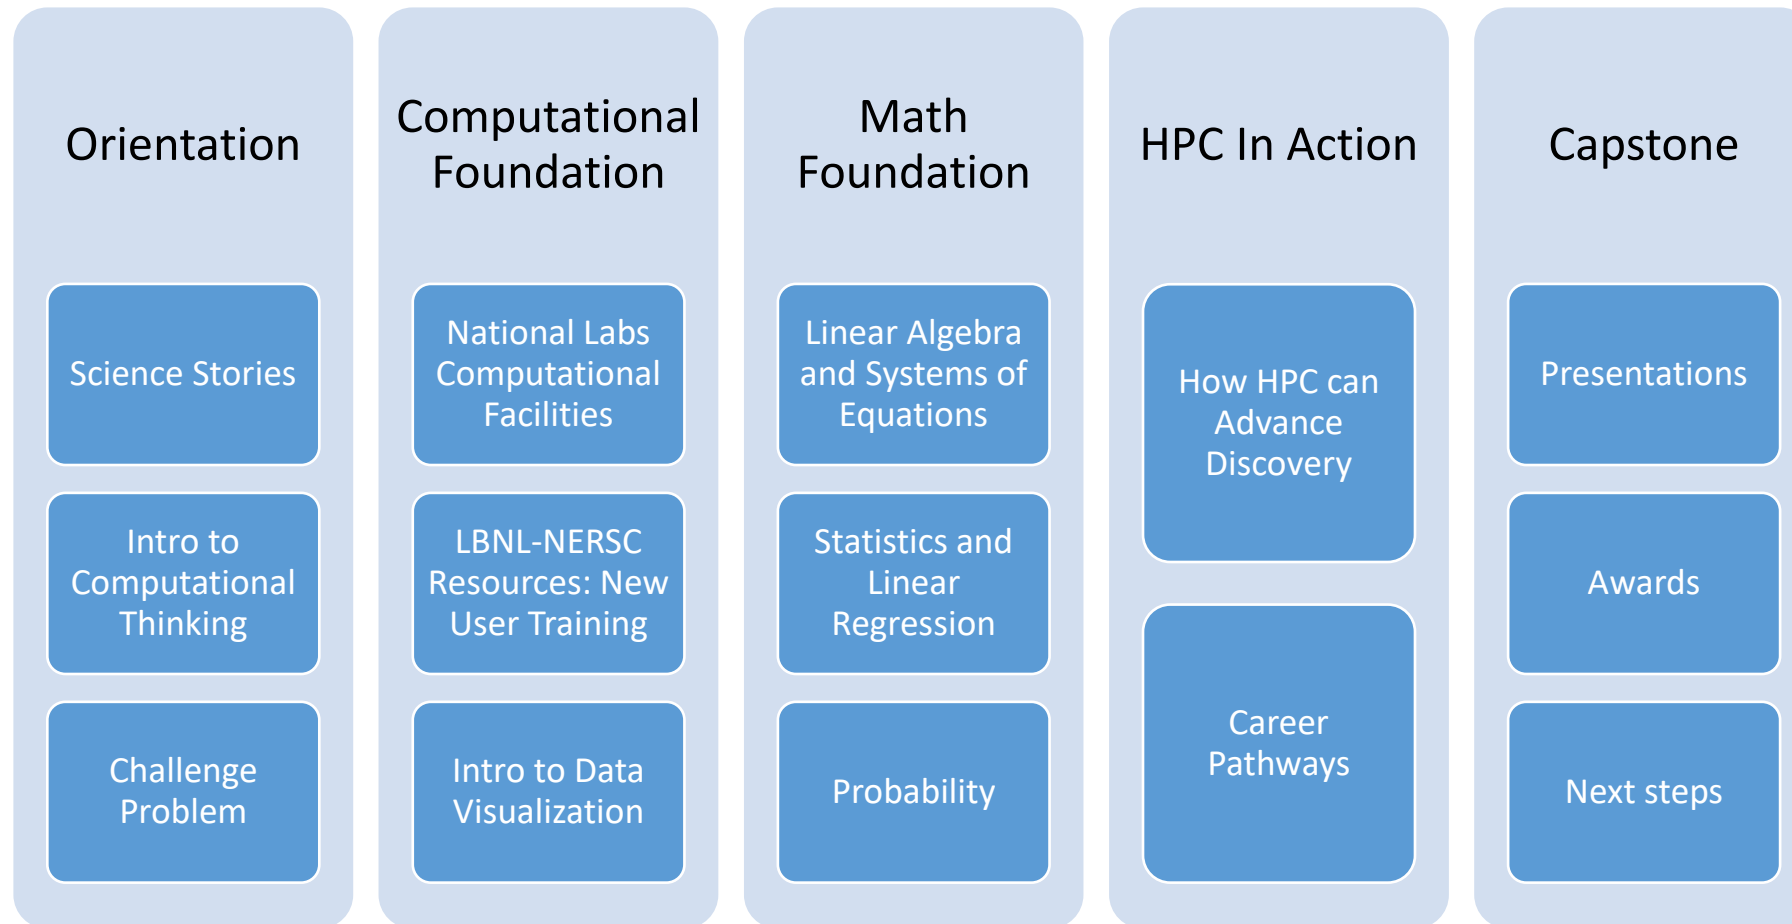 Orientation
Science Stories
Intro to
Computational
Thinking
Challenge
Problem
Computational
Foundation
National Labs
Computational
Facilities
LBNL-NERSC
Resources: New
User Training
Intro to Data
Visualization
Math
Foundation
Linear Algebra
and Systems of
Equations
Statistics and
Linear
Regression
Probability
HPC In Action
How HPC can
Advance
Discovery
Career
Pathways
Capstone
Presentations
Awards
Next steps